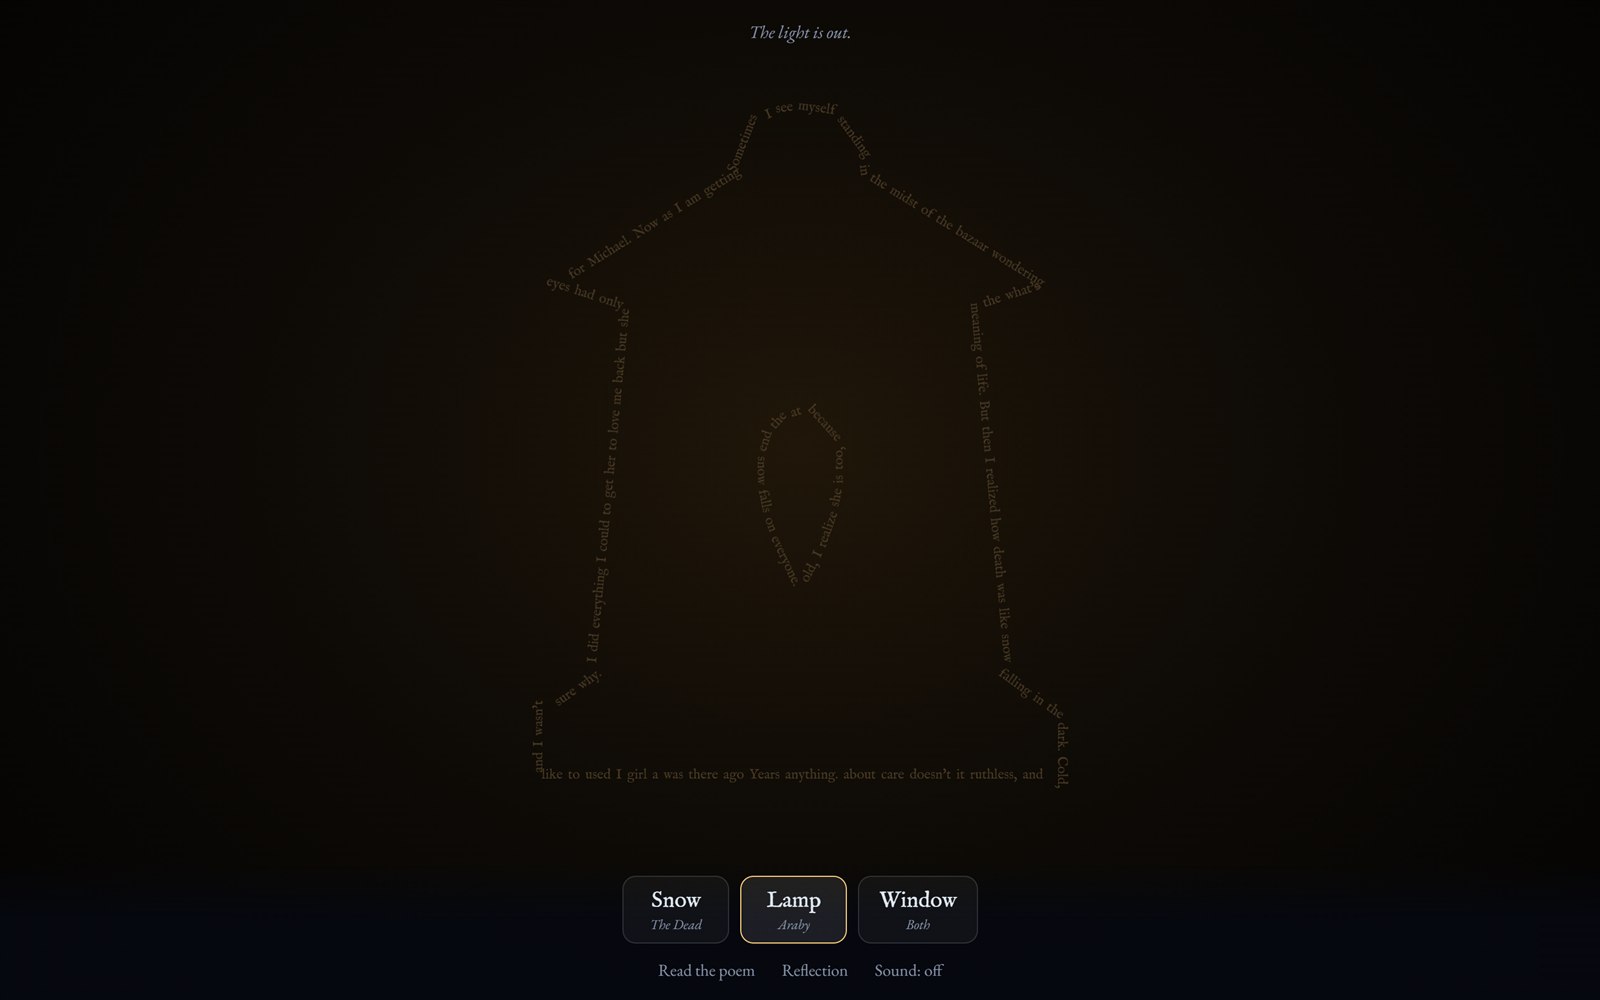 The light is out.
Sometimes
I see myself
standing
in
the midst of the bazaar wondering
the what's
meaning of life. But then I realized how death was like snow
falling in the
dark. Cold,
like to used I girl a was there ago Years anything. about care doesn't it ruthless, and
and I wasn't
sure why.
I did everything I could to get her to love me back but she
eyes had only
for Michael. Now as I am getting
old, I realize she is too,
because
snow end the at
falls on everyone.
Snow
The Dead
Lamp
Araby
Window
Both
Read the poem
Reflection
Sound: off